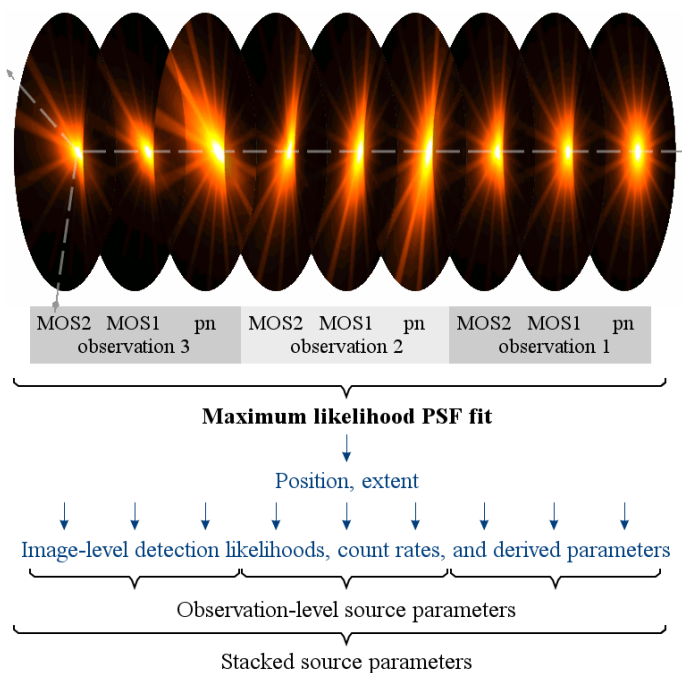 MOS2 MOS1 pn MOS2 MOS1 pn MOS2 MOS1 pn
observation 3 observation 2 observation 1
Maximum likelihood PSF fit
Position, extent
Image-level detection likelihoods, count rates, and derived parameters
Observation-level source parameters
Stacked source parameters